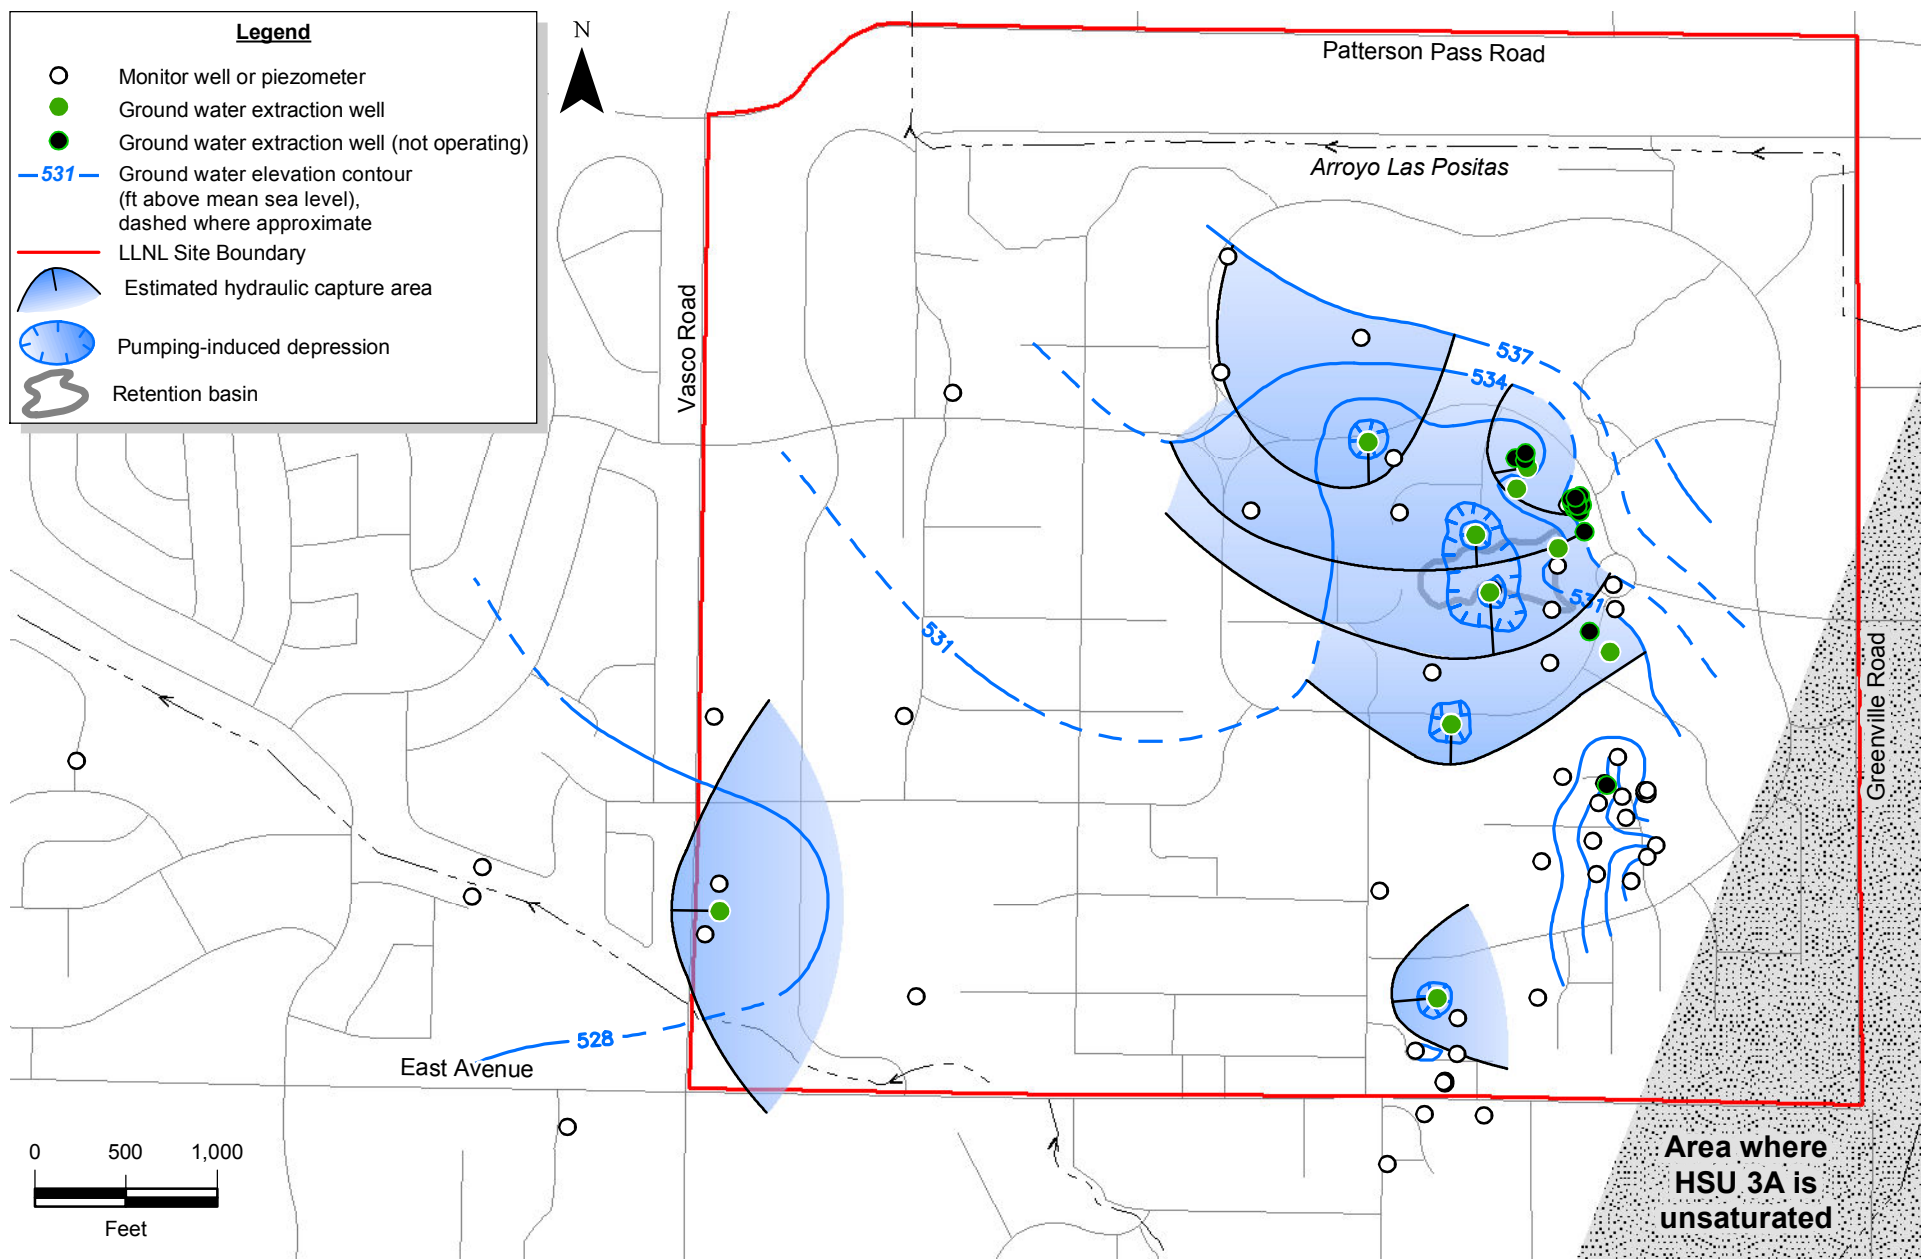 Legend
Monitor well or piezometer
Ground water extraction well
Ground water extraction well (not operating)
531
Ground water elevation contour
(ft above mean sea level),
dashed where approximate
LLNL Site Boundary
Estimated hydraulic capture area
Pumping-induced depression
Retention basin
N
Patterson Pass Road
Arroyo Las Positas
Vasco Road
537
534
531
531
Greenville Road
528
East Avenue
0 500 1,000
Feet
Area where
HSU 3A is
unsaturated